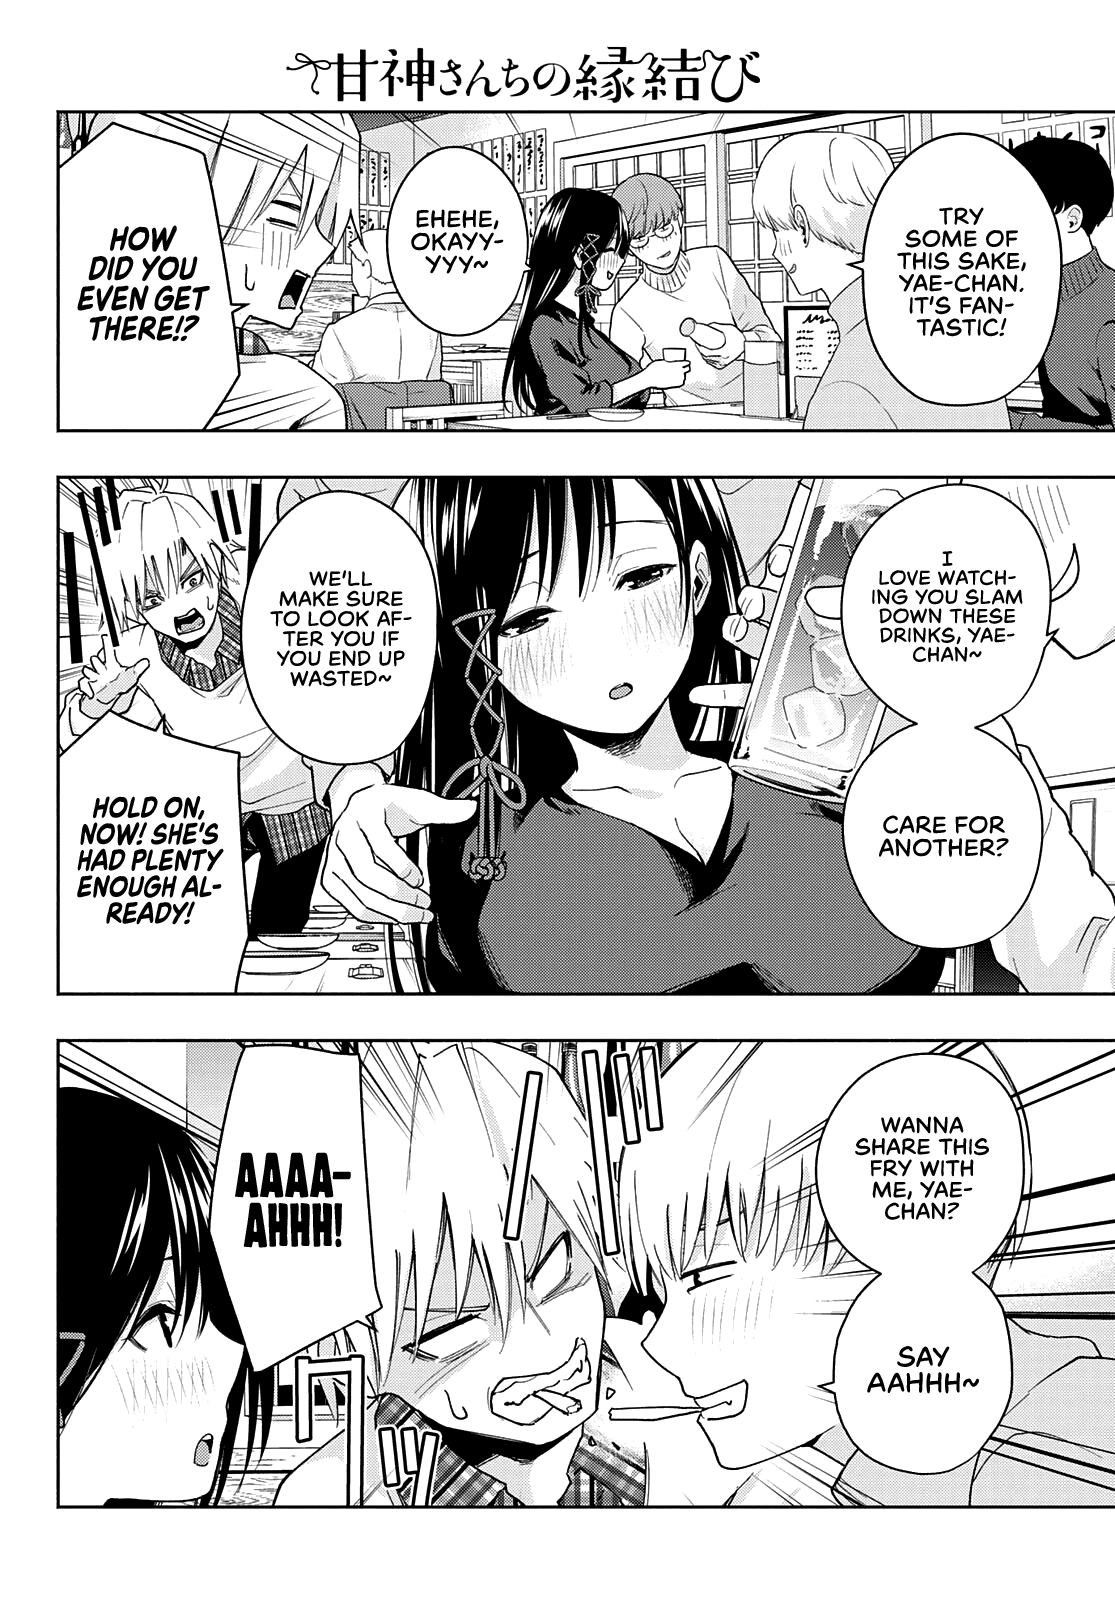 甘神さんちの縁結び
TRY
SOME OF
THIS SAKE,
YAE-CHAN.
IT'S FAN-
TASTIC!
EHEHE,
OKAYY-
YYY~
HOW
DID YOU
EVEN GET
THERE!?
I
LOVE WATCH-
ING YOU SLAM
DOWN THESE
DRINKS, YAE-
CHAN~
CARE FOR
ANOTHER?
WE'LL
MAKE SURE
TO LOOK AF-
TER YOU IF
YOU END UP
WASTED~
HOLD ON,
NOW! SHE'S
HAD PLENTY
ENOUGH AL-
READY!
WANNA
SHARE THIS
FRY WITH
ME, YAE-
CHAN?
SAY
AAHHH~
AAAA-
AHHH!